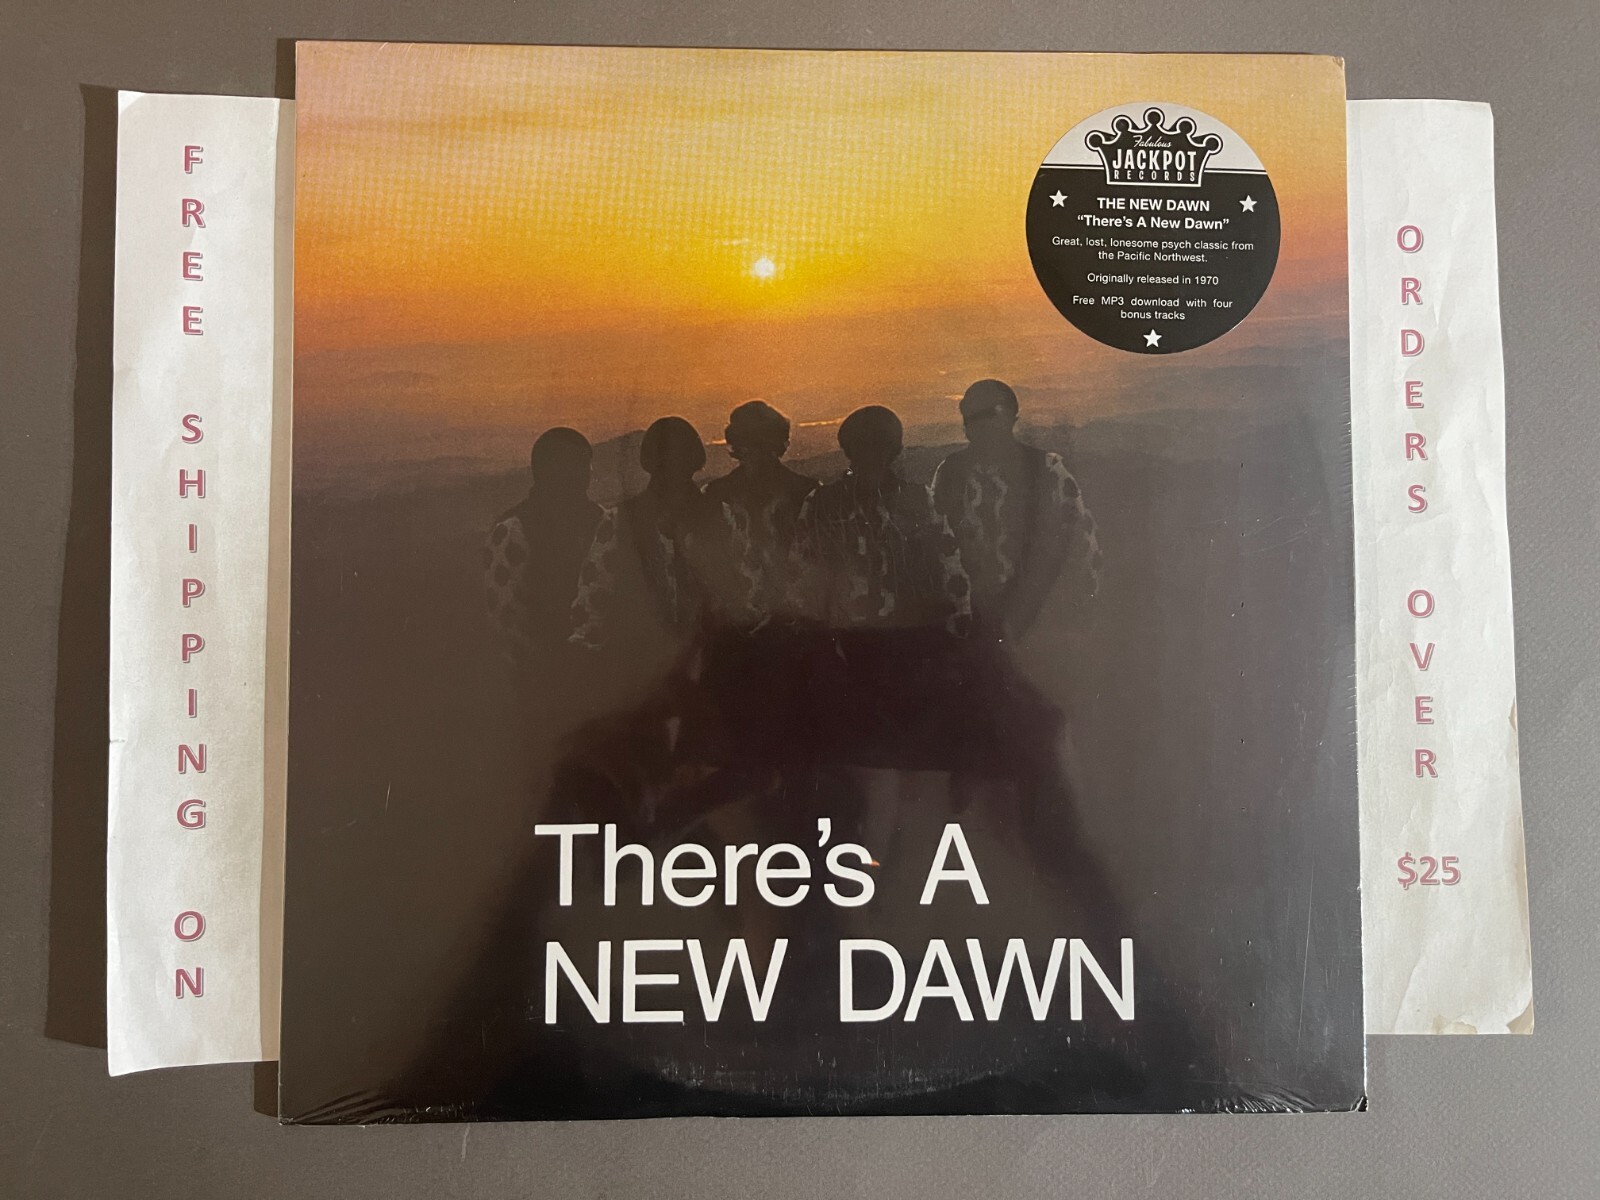 FREE SHIPPING ON
Fabulous
JACKPOT
RECORDS
THE NEW DAWN
"There's A New Dawn"
Great, lost, lonesome psych classic from
the Pacific Northwest.
Originally released in 1970
Free MP3 download with four
bonus tracks
There's A
NEW DAWN
ORDERS OVER $25